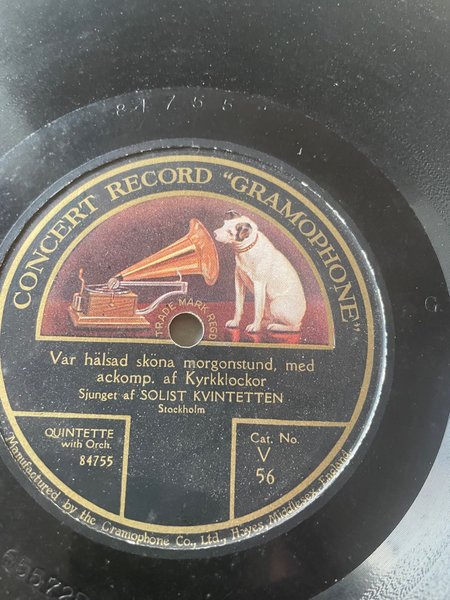 84755
CONCERT RECORD "GRAMOPHONE"
TRADE MARK REGD
Var hälsad sköna morgonstund, med
ackomp. af Kyrkklockor
Sjunget af SOLIST KVINTETTEN
Stockholm
QUINTETTE
with Orch.
84755
Cat. No.
V
56
Manufactured by the Gramophone Co., Ltd., Hayes, Middlesex, England.
G